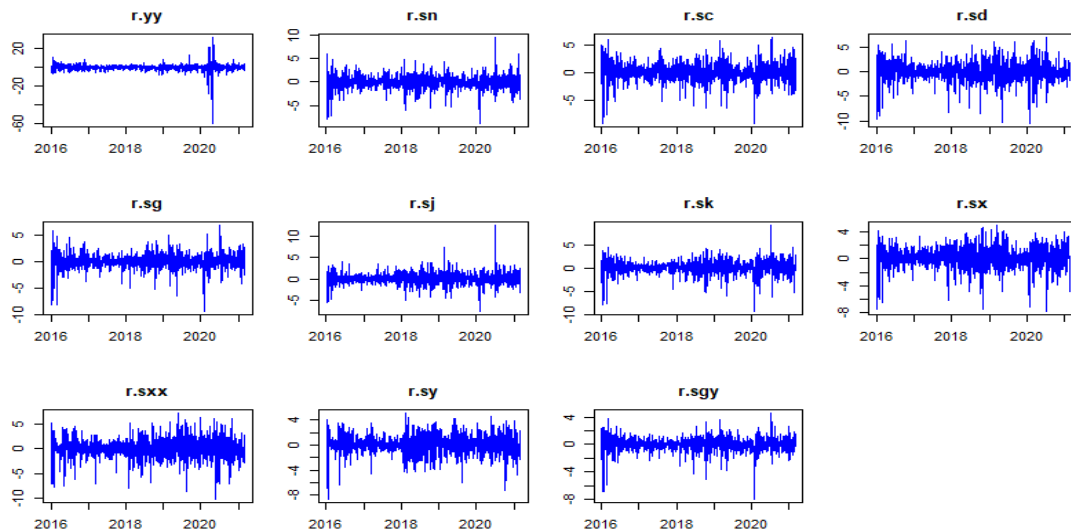 r.yy r.sn r.sc r.sd
20 -20 -60 10 5 0 -5 5 0 -5 5 0 -5 -10
2016 2018 2020 2016 2018 2020 2016 2018 2020 2016 2018 2020
r.sg r.sj r.sk r.sx
5 0 -5 -10 10 5 0 -5 5 0 -5 -10 4 0 -4 -8
2016 2018 2020 2016 2018 2020 2016 2018 2020 2016 2018 2020
r.sxx r.sy r.sgy
5 0 -5 -10 4 0 -4 -8 4 0 -4 -8
2016 2018 2020 2016 2018 2020 2016 2018 2020